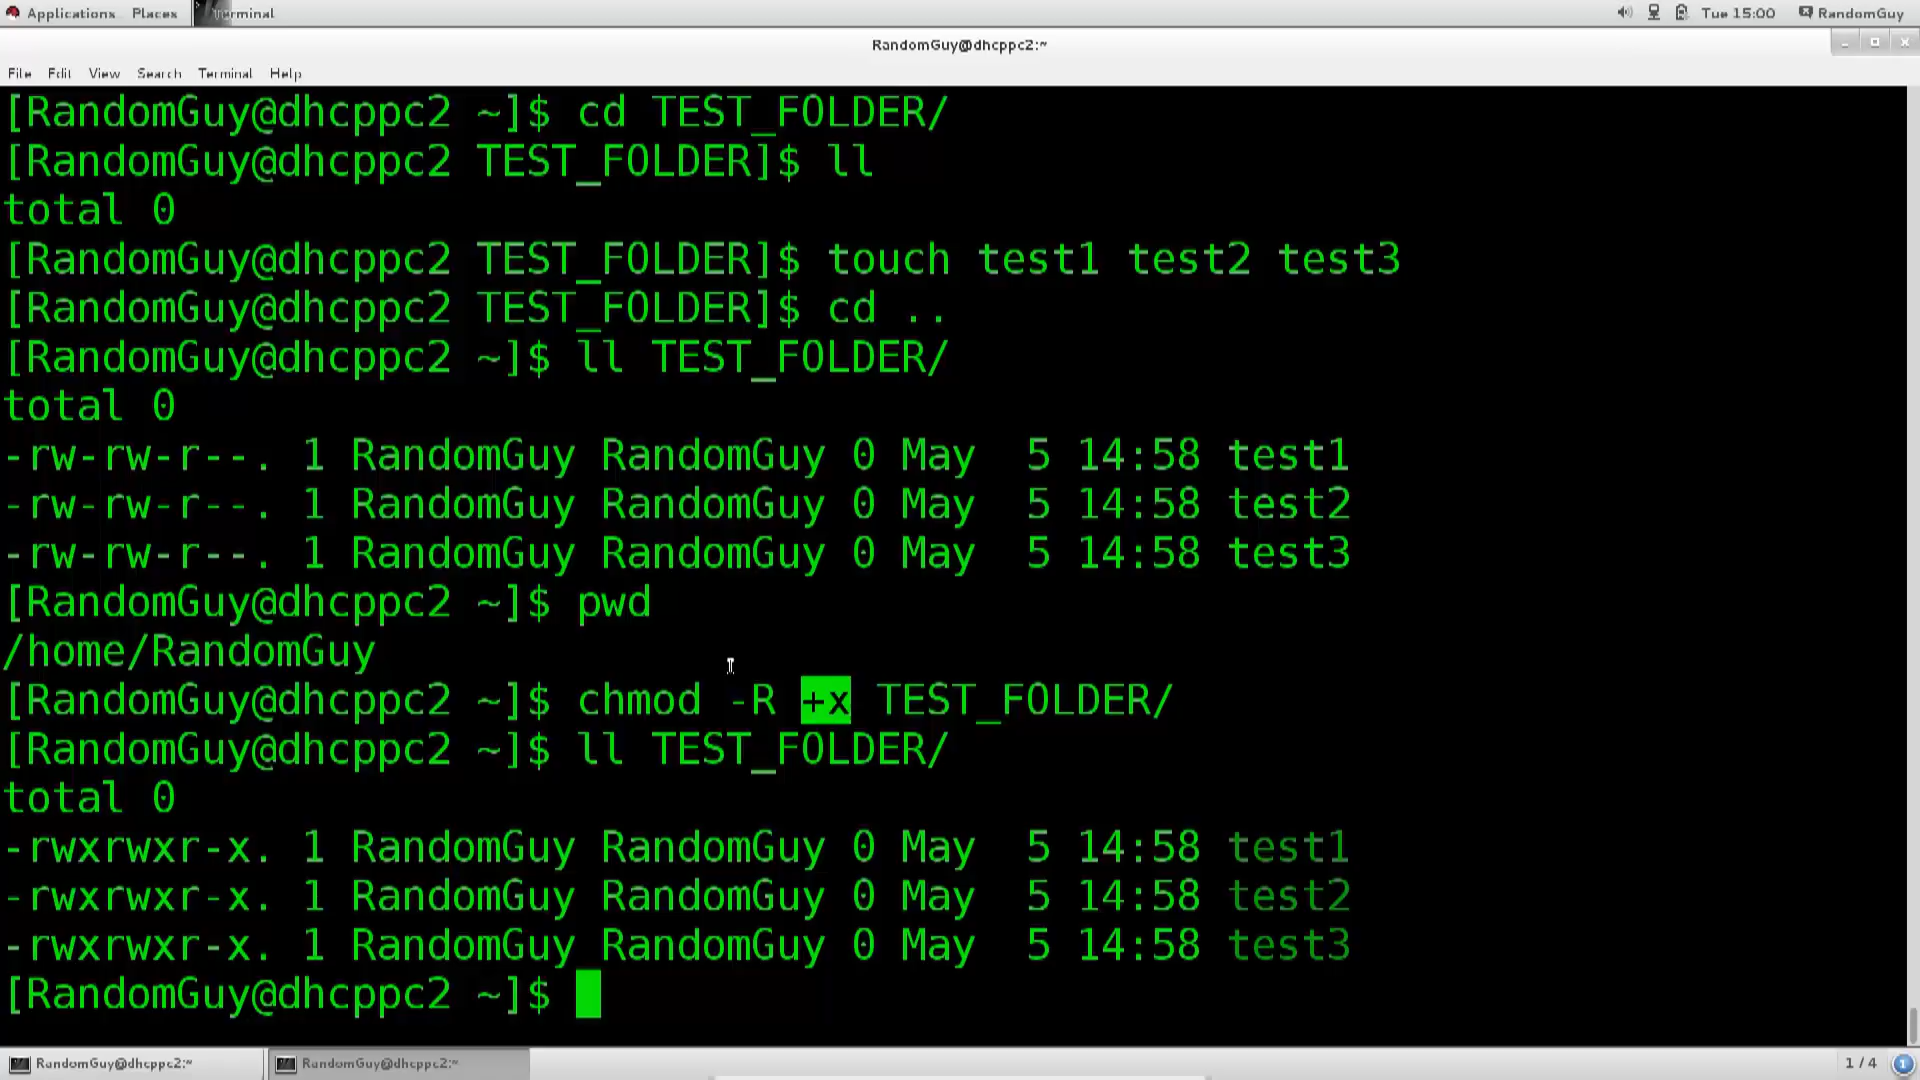 Applications Places Terminal Tue 15:00 RandomGuy
RandomGuy@dhcppc2:~
File Edit View Search Terminal Help
[RandomGuy@dhcppc2 ~]$ cd TEST_FOLDER/
[RandomGuy@dhcppc2 TEST_FOLDER]$ ll
total 0
[RandomGuy@dhcppc2 TEST_FOLDER]$ touch test1 test2 test3
[RandomGuy@dhcppc2 TEST_FOLDER]$ cd ..
[RandomGuy@dhcppc2 ~]$ ll TEST_FOLDER/
total 0
-rw-rw-r--. 1 RandomGuy RandomGuy 0 May  5 14:58 test1
-rw-rw-r--. 1 RandomGuy RandomGuy 0 May  5 14:58 test2
-rw-rw-r--. 1 RandomGuy RandomGuy 0 May  5 14:58 test3
[RandomGuy@dhcppc2 ~]$ pwd
/home/RandomGuy
[RandomGuy@dhcppc2 ~]$ chmod -R +x TEST_FOLDER/
[RandomGuy@dhcppc2 ~]$ ll TEST_FOLDER/
total 0
-rwxrwxr-x. 1 RandomGuy RandomGuy 0 May  5 14:58 test1
-rwxrwxr-x. 1 RandomGuy RandomGuy 0 May  5 14:58 test2
-rwxrwxr-x. 1 RandomGuy RandomGuy 0 May  5 14:58 test3
[RandomGuy@dhcppc2 ~]$
RandomGuy@dhcppc2:~ RandomGuy@dhcppc2:~ 1 / 4 1